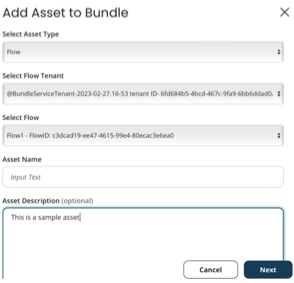 Add Asset to Bundle
Select Asset Type
Flow
Select Flow Tenant
@BundleServiceTenant-2023-02-27.16-53 tenant ID- 6fd684b5-4bcd-467c-9fa9-6bb6ddad0
Select Flow
Flow1 - FlowID: c3dcad19-ee47-4615-99e4-80ecac3e6ea0
Asset Name
Input Text
Asset Description (optional)
This is a sample asset
Cancel
Next